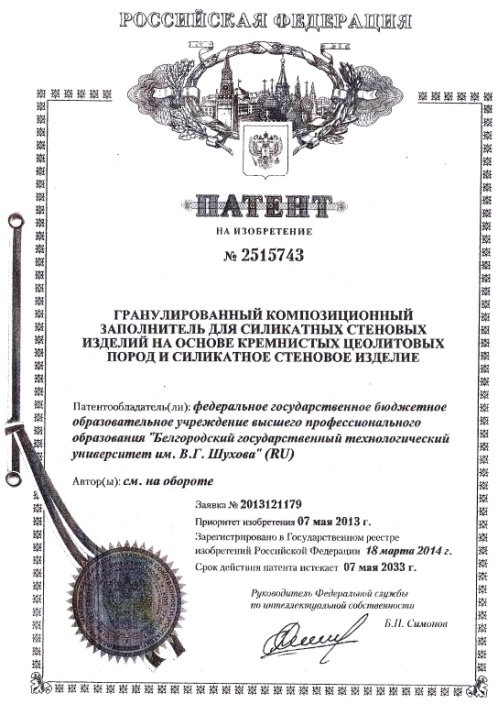 РОССИЙСКАЯ ФЕДЕРАЦИЯ
ПАТЕНТ
НА ИЗОБРЕТЕНИЕ
№ 2515743
ГРАНУЛИРОВАННЫЙ КОМПОЗИЦИОННЫЙ
ЗАПОЛНИТЕЛЬ ДЛЯ СИЛИКАТНЫХ СТЕНОВЫХ
ИЗДЕЛИЙ НА ОСНОВЕ КРЕМНИСТЫХ ЦЕОЛИТОВЫХ
ПОРОД И СИЛИКАТНОЕ СТЕНОВОЕ ИЗДЕЛИЕ
Патентообладатель(ли): федеральное государственное бюджетное
образовательное учреждение высшего профессионального
образования "Белгородский государственный технологический
университет им. В.Г. Шухова" (RU)
Автор(ы): см. на обороте
Заявка № 2013121179
Приоритет изобретения 07 мая 2013 г.
Зарегистрировано в Государственном реестре
изобретений Российской Федерации 18 марта 2014 г.
Срок действия патента истекает 07 мая 2033 г.
Руководитель Федеральной службы
по интеллектуальной собственности
Б.П. Симонов